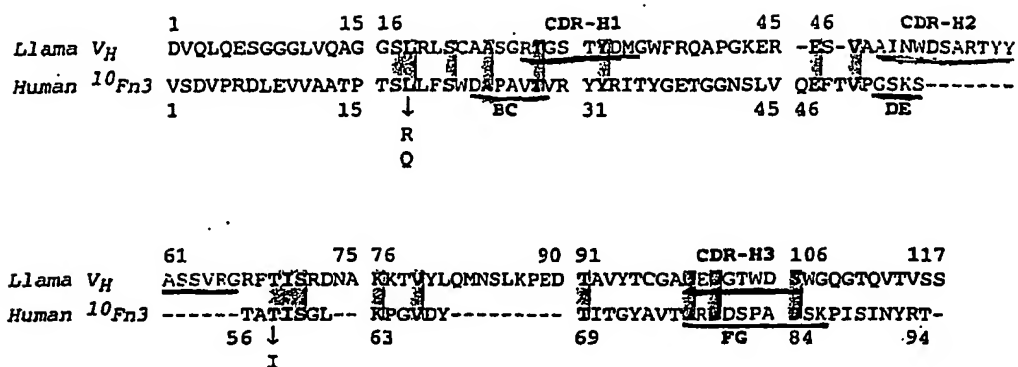 1 15 16 CDR-H1 45 46 CDR-H2
Llama VH DVQLQESGGGLVQAG GSLRLSCAASGRTGS TYDMGWFRQAPGKER -ES-VAAINWDSARTYY
Human 10Fn3 VSDVPRDLEVVAATP TSLLFSWDAPAVTVR YYRITYGETGGNSLV QEFTVPGSKS-------
1 15 BC 31 45 46 DE
R
Q
61 75 76 90 91 CDR-H3 106 117
Llama VH ASSVRGRFTISRDNA KKTVYLQMNSLKPED TAVYTCGAGEGGTWD SWGQGTQVTVSS
Human 10Fn3 ------TATISGL-- KPGVDY--------- TITGYAVTGRGDSPA SSKPISINYRT-
56 63 69 FG 84 94
I